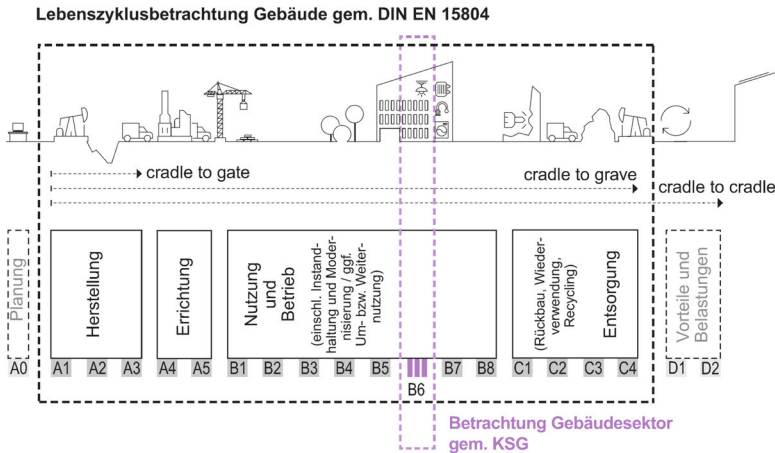 Lebenszyklusbetrachtung Gebäude gem. DIN EN 15804
cradle to gate
cradle to grave
cradle to cradle
Planung
Herstellung
Errichtung
Nutzung
und
Betrieb
(einschl. Instand-
haltung und Moder-
nisierung / ggf.
Um- bzw. Weiter-
nutzung)
(Rückbau, Wieder-
verwendung,
Recycling)
Entsorgung
Vorteile und
Belastungen
A0 A1 A2 A3 A4 A5 B1 B2 B3 B4 B5 B7 B8 C1 C2 C3 C4 D1 D2
B6
Betrachtung Gebäudesektor
gem. KSG